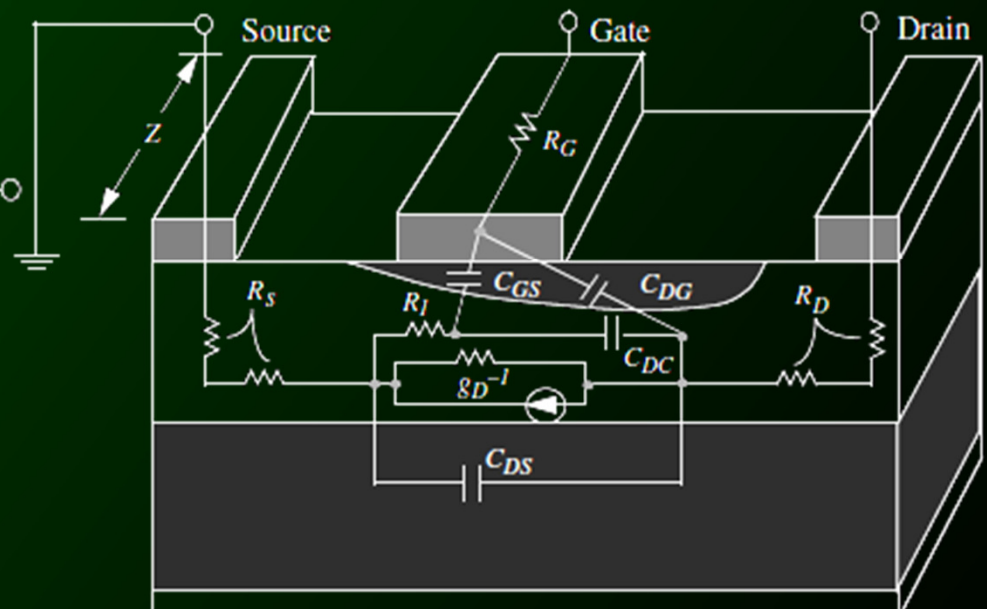 Source
Gate
Drain
Z
R_G
C_GS
C_DG
R_S
R_I
R_D
C_DC
g_D^-1
C_DS